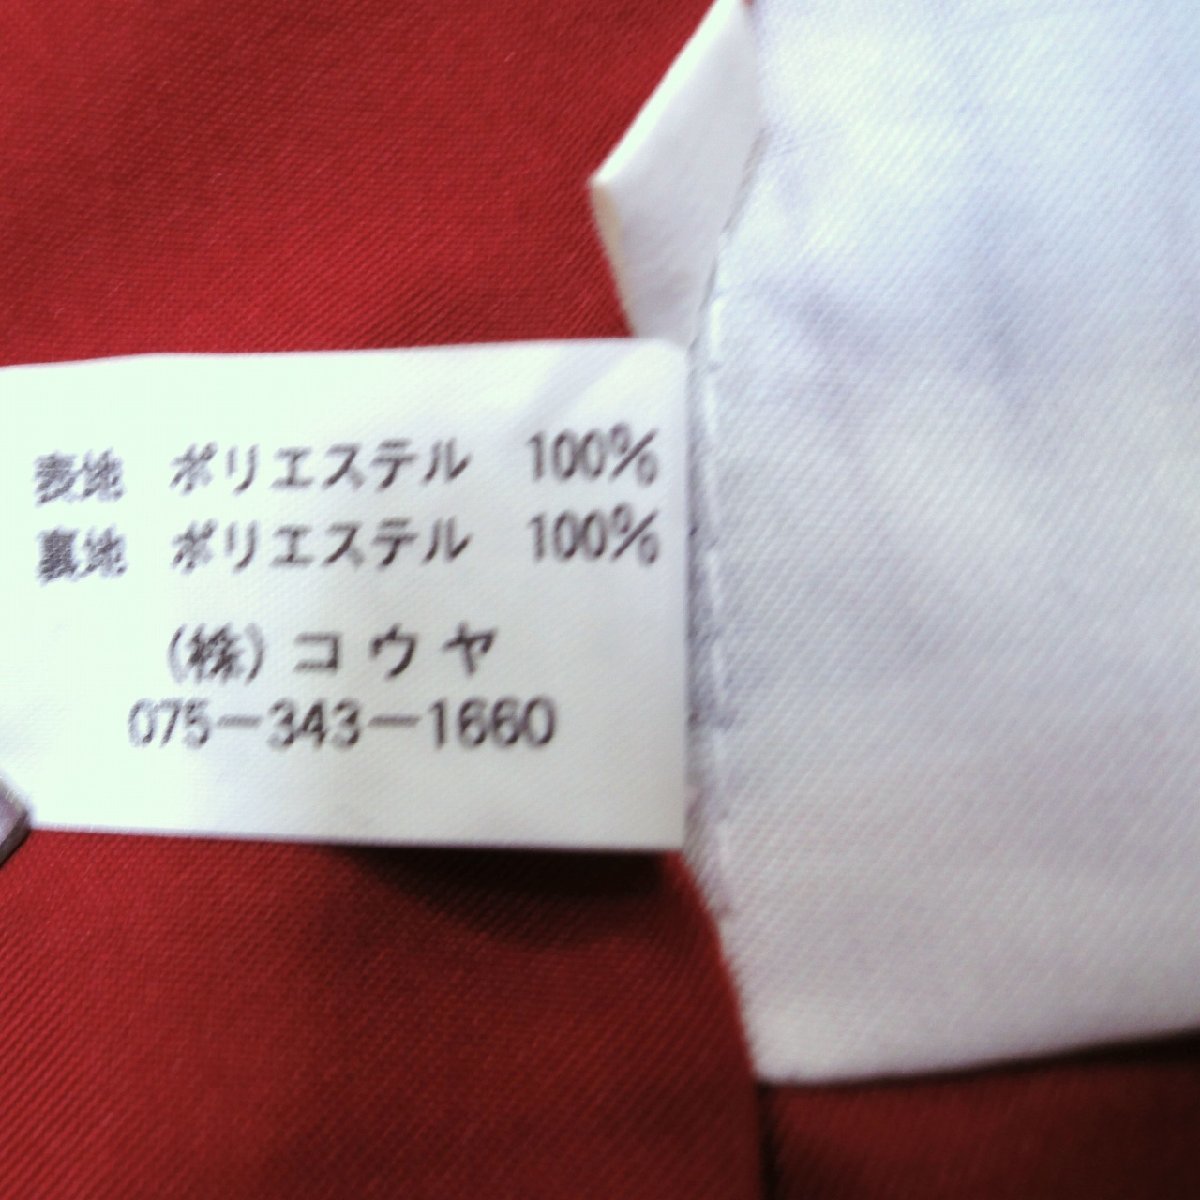 表地 ポリエステル 100%
裏地 ポリエステル 100%
(株)コウヤ
075-343-1660